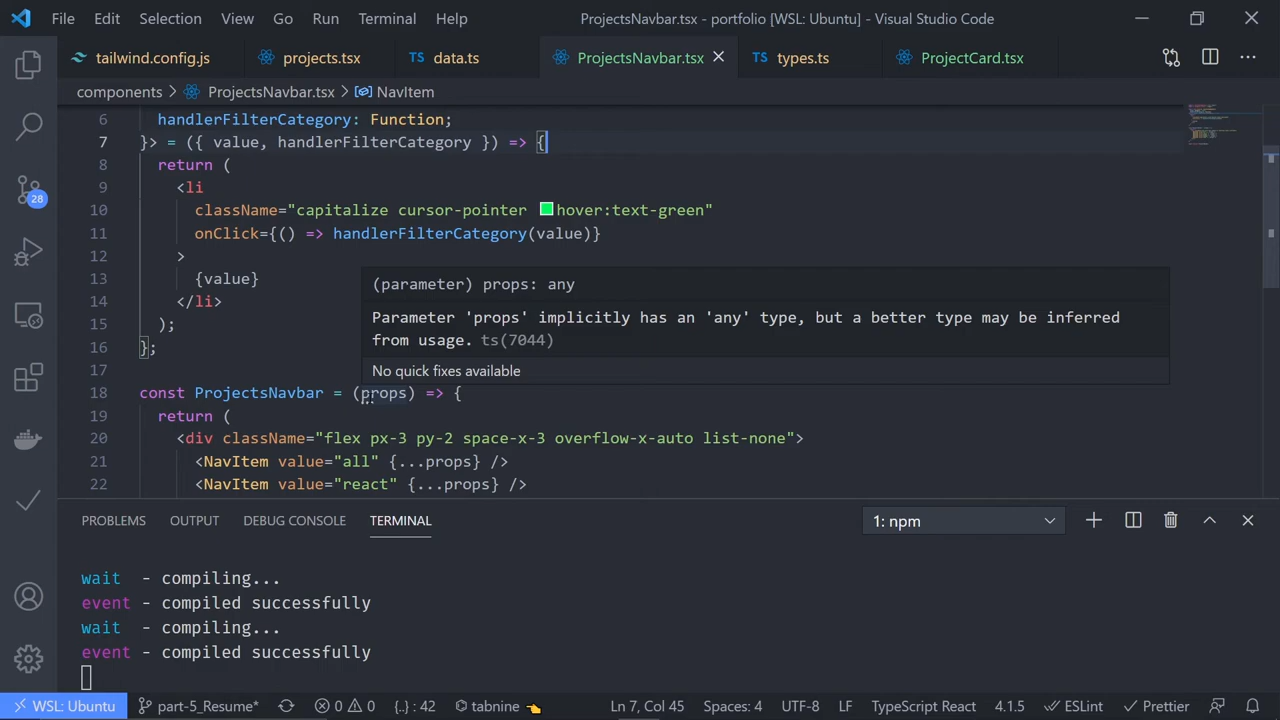 File Edit Selection View Go Run Terminal Help ProjectsNavbar.tsx - portfolio [WSL: Ubuntu] - Visual Studio Code
tailwind.config.js projects.tsx TS data.ts ProjectsNavbar.tsx TS types.ts ProjectCard.tsx
components > ProjectsNavbar.tsx > NavItem
6 handlerFilterCategory: Function;
7 }> = ({ value, handlerFilterCategory }) => {
8 return (
9 <li
10 className="capitalize cursor-pointer hover:text-green"
11 onClick={() => handlerFilterCategory(value)}
12 >
13 {value}
14 </li>
15 );
16 };
(parameter) props: any
Parameter 'props' implicitly has an 'any' type, but a better type may be inferred
from usage. ts(7044)
No quick fixes available
17
18 const ProjectsNavbar = (props) => {
19 return (
20 <div className="flex px-3 py-2 space-x-3 overflow-x-auto list-none">
21 <NavItem value="all" {...props} />
22 <NavItem value="react" {...props} />
28
PROBLEMS OUTPUT DEBUG CONSOLE TERMINAL 1: npm
wait - compiling...
event - compiled successfully
wait - compiling...
event - compiled successfully
WSL: Ubuntu part-5_Resume* 0 0 {..} : 42 tabnine Ln 7, Col 45 Spaces: 4 UTF-8 LF TypeScript React 4.1.5 ESLint Prettier